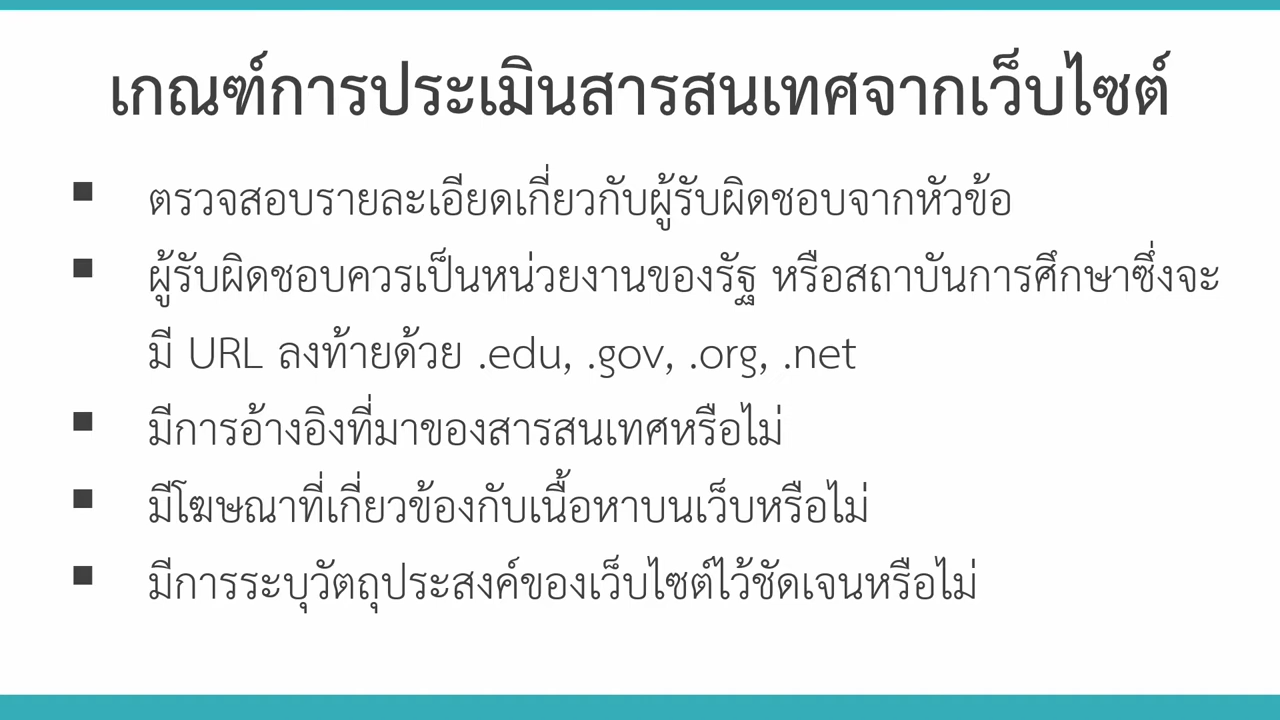 เกณฑ์การประเมินสารสนเทศจากเว็บไซต์
▪ ตรวจสอบรายละเอียดเกี่ยวกับผู้รับผิดชอบจากหัวข้อ
▪ ผู้รับผิดชอบควรเป็นหน่วยงานของรัฐ หรือสถาบันการศึกษาซึ่งจะ
มี URL ลงท้ายด้วย .edu, .gov, .org, .net
▪ มีการอ้างอิงที่มาของสารสนเทศหรือไม่
▪ มีโฆษณาที่เกี่ยวข้องกับเนื้อหาบนเว็บหรือไม่
▪ มีการระบุวัตถุประสงค์ของเว็บไซต์ไว้ชัดเจนหรือไม่